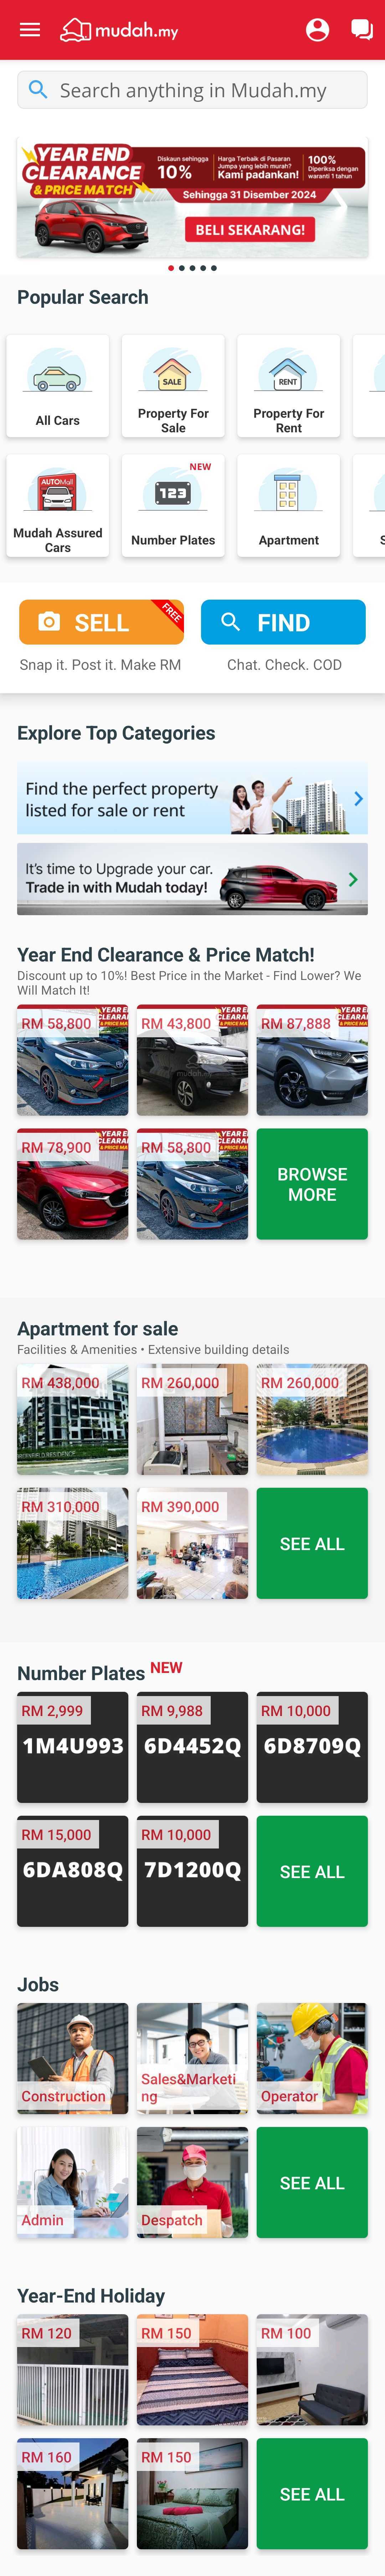 mudah.my
Search anything in Mudah.my
YEAR END
CLEARANCE
& PRICE MATCH
Diskaun sehingga
10%
Harga Terbaik di Pasaran
Jumpa yang lebih murah?
Kami padankan!
100%
Diperiksa dengan
waranti 1 tahun
Sehingga 31 Disember 2024
BELI SEKARANG!
Popular Search
All Cars
SALE
Property For
Sale
RENT
Property For
Rent
AUTOMall
Mudah Assured
Cars
NEW
123
Number Plates
Apartment
S
SELL
FREE
FIND
Snap it. Post it. Make RM
Chat. Check. COD
Explore Top Categories
Find the perfect property
listed for sale or rent
It's time to Upgrade your car.
Trade in with Mudah today!
Year End Clearance & Price Match!
Discount up to 10%! Best Price in the Market - Find Lower? We
Will Match It!
RM 58,800
RM 43,800
RM 87,888
RM 78,900
RM 58,800
BROWSE
MORE
Apartment for sale
Facilities & Amenities • Extensive building details
RM 438,000
RM 260,000
RM 260,000
RM 310,000
RM 390,000
SEE ALL
Number Plates NEW
RM 2,999
1M4U993
RM 9,988
6D4452Q
RM 10,000
6D8709Q
RM 15,000
6DA808Q
RM 10,000
7D1200Q
SEE ALL
Jobs
Construction
Sales&Marketi
ng
Operator
Admin
Despatch
SEE ALL
Year-End Holiday
RM 120
RM 150
RM 100
RM 160
RM 150
SEE ALL